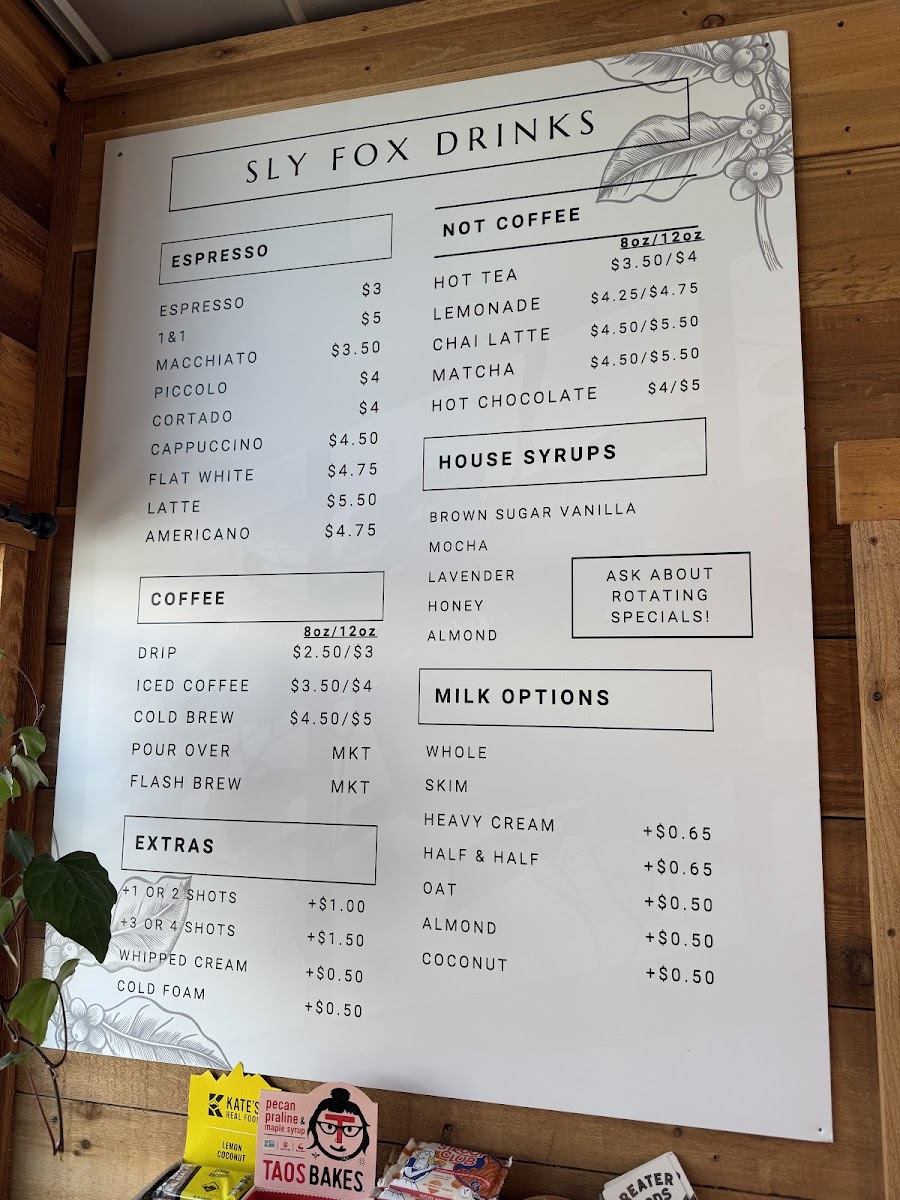 SLY FOX DRINKS
ESPRESSO
ESPRESSO $3
1&1 $5
MACCHIATO $3.50
PICCOLO $4
CORTADO $4
CAPPUCCINO $4.50
FLAT WHITE $4.75
LATTE $5.50
AMERICANO $4.75
COFFEE
8oz/12oz
DRIP $2.50/$3
ICED COFFEE $3.50/$4
COLD BREW $4.50/$5
POUR OVER MKT
FLASH BREW MKT
EXTRAS
+1 OR 2 SHOTS +$1.00
+3 OR 4 SHOTS +$1.50
WHIPPED CREAM +$0.50
COLD FOAM +$0.50
NOT COFFEE
8oz/12oz
HOT TEA $3.50/$4
LEMONADE $4.25/$4.75
CHAI LATTE $4.50/$5.50
MATCHA $4.50/$5.50
HOT CHOCOLATE $4/$5
HOUSE SYRUPS
BROWN SUGAR VANILLA
MOCHA
LAVENDER
HONEY
ALMOND
ASK ABOUT
ROTATING
SPECIALS!
MILK OPTIONS
WHOLE
SKIM
HEAVY CREAM +$0.65
HALF & HALF +$0.65
OAT +$0.50
ALMOND +$0.50
COCONUT +$0.50
K KATE'S
REAL FOOD
LEMON
COCONUT
pecan
praline &
maple syrup
TAOS BAKES
CLUB